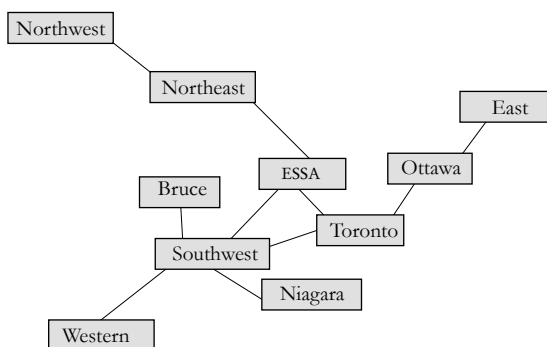 Northwest
Northeast
East
ESSA
Ottawa
Bruce
Toronto
Southwest
Niagara
Western